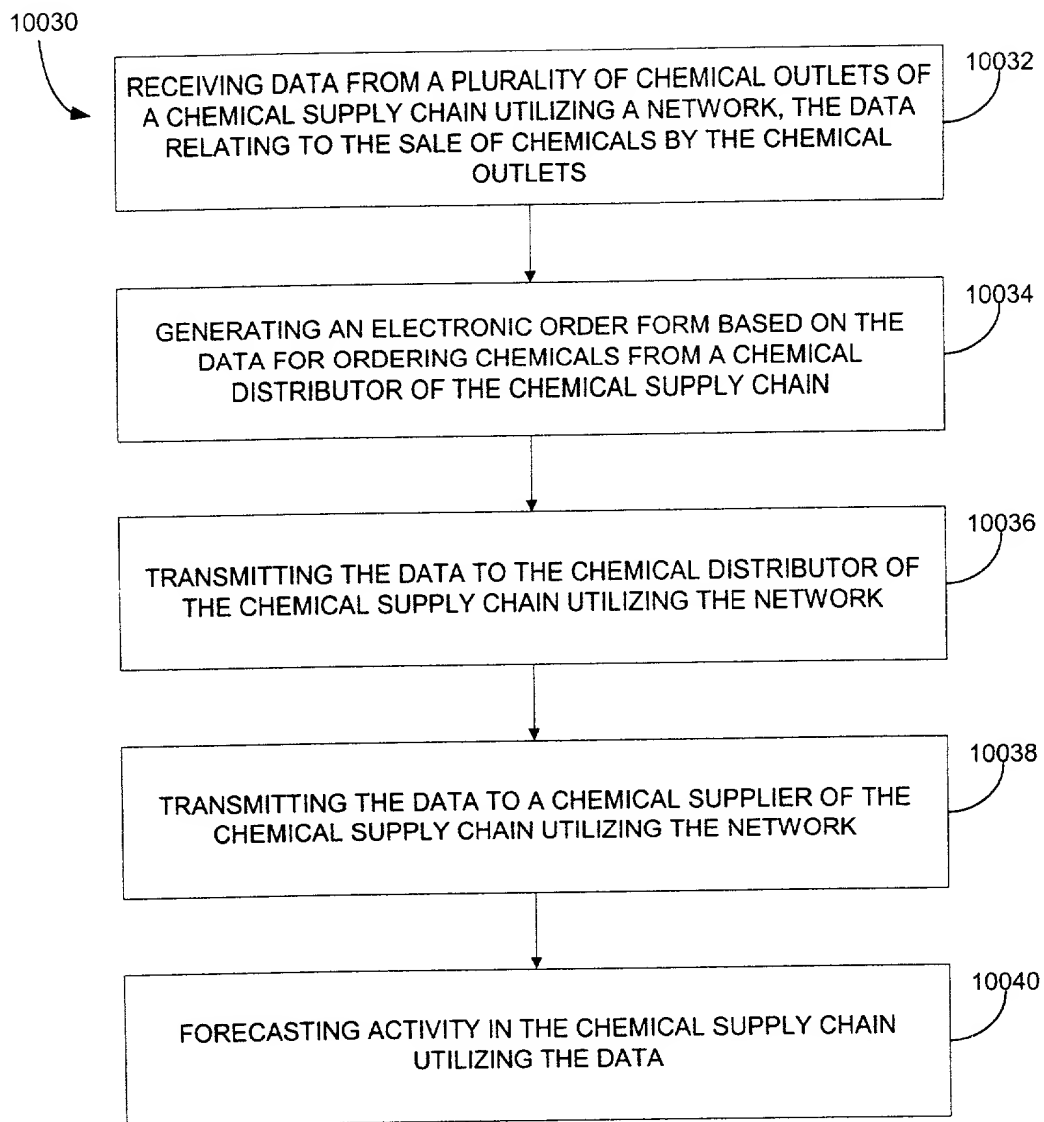 10030
10032
RECEIVING DATA FROM A PLURALITY OF CHEMICAL OUTLETS OF
A CHEMICAL SUPPLY CHAIN UTILIZING A NETWORK, THE DATA
RELATING TO THE SALE OF CHEMICALS BY THE CHEMICAL
OUTLETS
10034
GENERATING AN ELECTRONIC ORDER FORM BASED ON THE
DATA FOR ORDERING CHEMICALS FROM A CHEMICAL
DISTRIBUTOR OF THE CHEMICAL SUPPLY CHAIN
10036
TRANSMITTING THE DATA TO THE CHEMICAL DISTRIBUTOR OF
THE CHEMICAL SUPPLY CHAIN UTILIZING THE NETWORK
10038
TRANSMITTING THE DATA TO A CHEMICAL SUPPLIER OF THE
CHEMICAL SUPPLY CHAIN UTILIZING THE NETWORK
10040
FORECASTING ACTIVITY IN THE CHEMICAL SUPPLY CHAIN
UTILIZING THE DATA